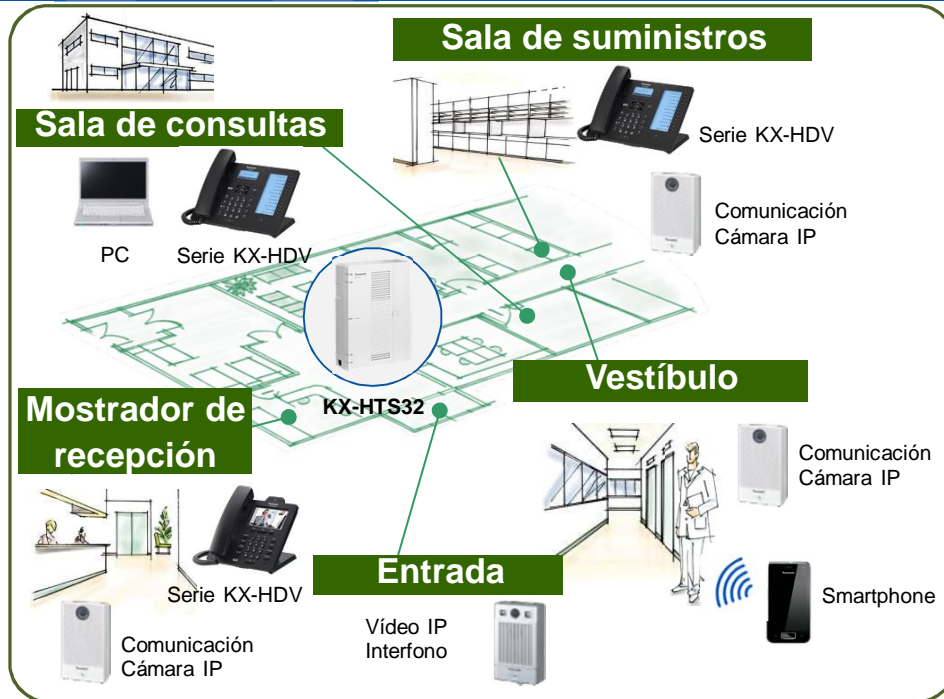 Sala de suministros
Serie KX-HDV
Comunicación
Cámara IP
Sala de consultas
PC
Serie KX-HDV
KX-HTS32
Vestíbulo
Comunicación
Cámara IP
Smartphone
Mostrador de
recepción
Serie KX-HDV
Comunicación
Cámara IP
Entrada
Vídeo IP
Interfono